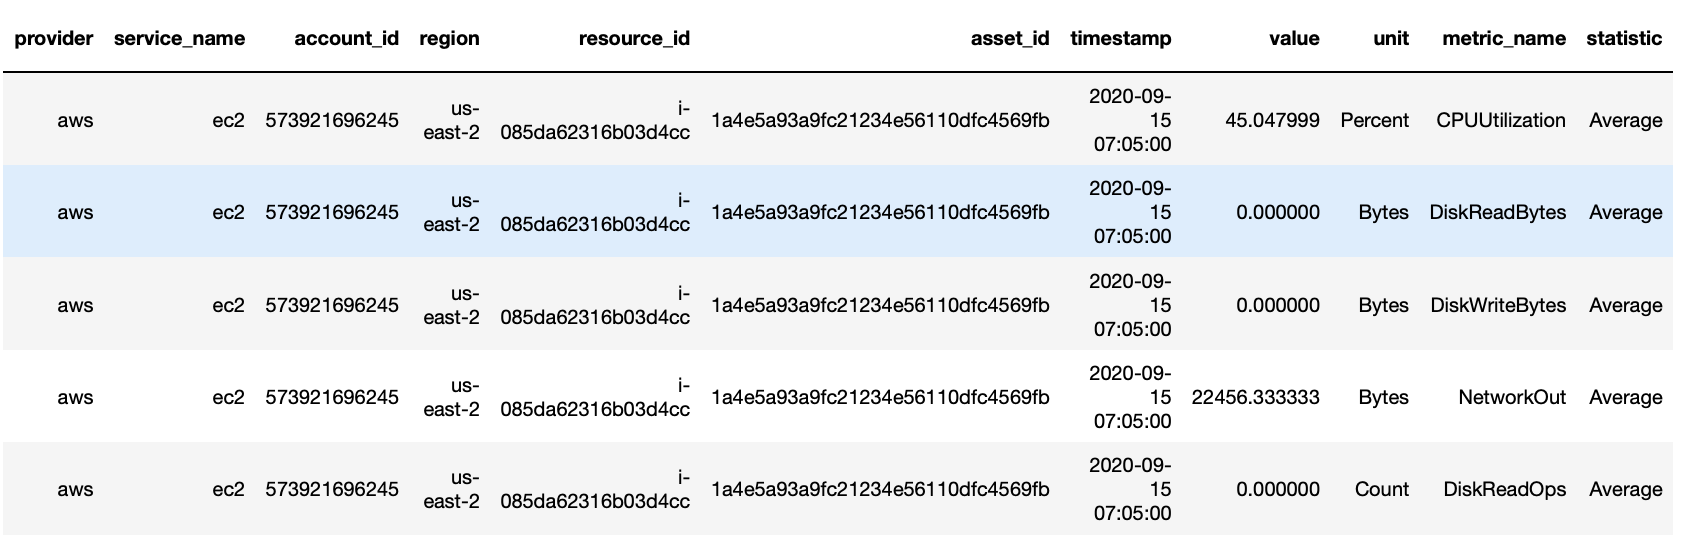 provider service_name account_id region resource_id asset_id timestamp value unit metric_name statistic
aws ec2 573921696245 us-east-2 i-085da62316b03d4cc 1a4e5a93a9fc21234e56110dfc4569fb 2020-09-15 07:05:00 45.047999 Percent CPUUtilization Average
aws ec2 573921696245 us-east-2 i-085da62316b03d4cc 1a4e5a93a9fc21234e56110dfc4569fb 2020-09-15 07:05:00 0.000000 Bytes DiskReadBytes Average
aws ec2 573921696245 us-east-2 i-085da62316b03d4cc 1a4e5a93a9fc21234e56110dfc4569fb 2020-09-15 07:05:00 0.000000 Bytes DiskWriteBytes Average
aws ec2 573921696245 us-east-2 i-085da62316b03d4cc 1a4e5a93a9fc21234e56110dfc4569fb 2020-09-15 07:05:00 22456.333333 Bytes NetworkOut Average
aws ec2 573921696245 us-east-2 i-085da62316b03d4cc 1a4e5a93a9fc21234e56110dfc4569fb 2020-09-15 07:05:00 0.000000 Count DiskReadOps Average